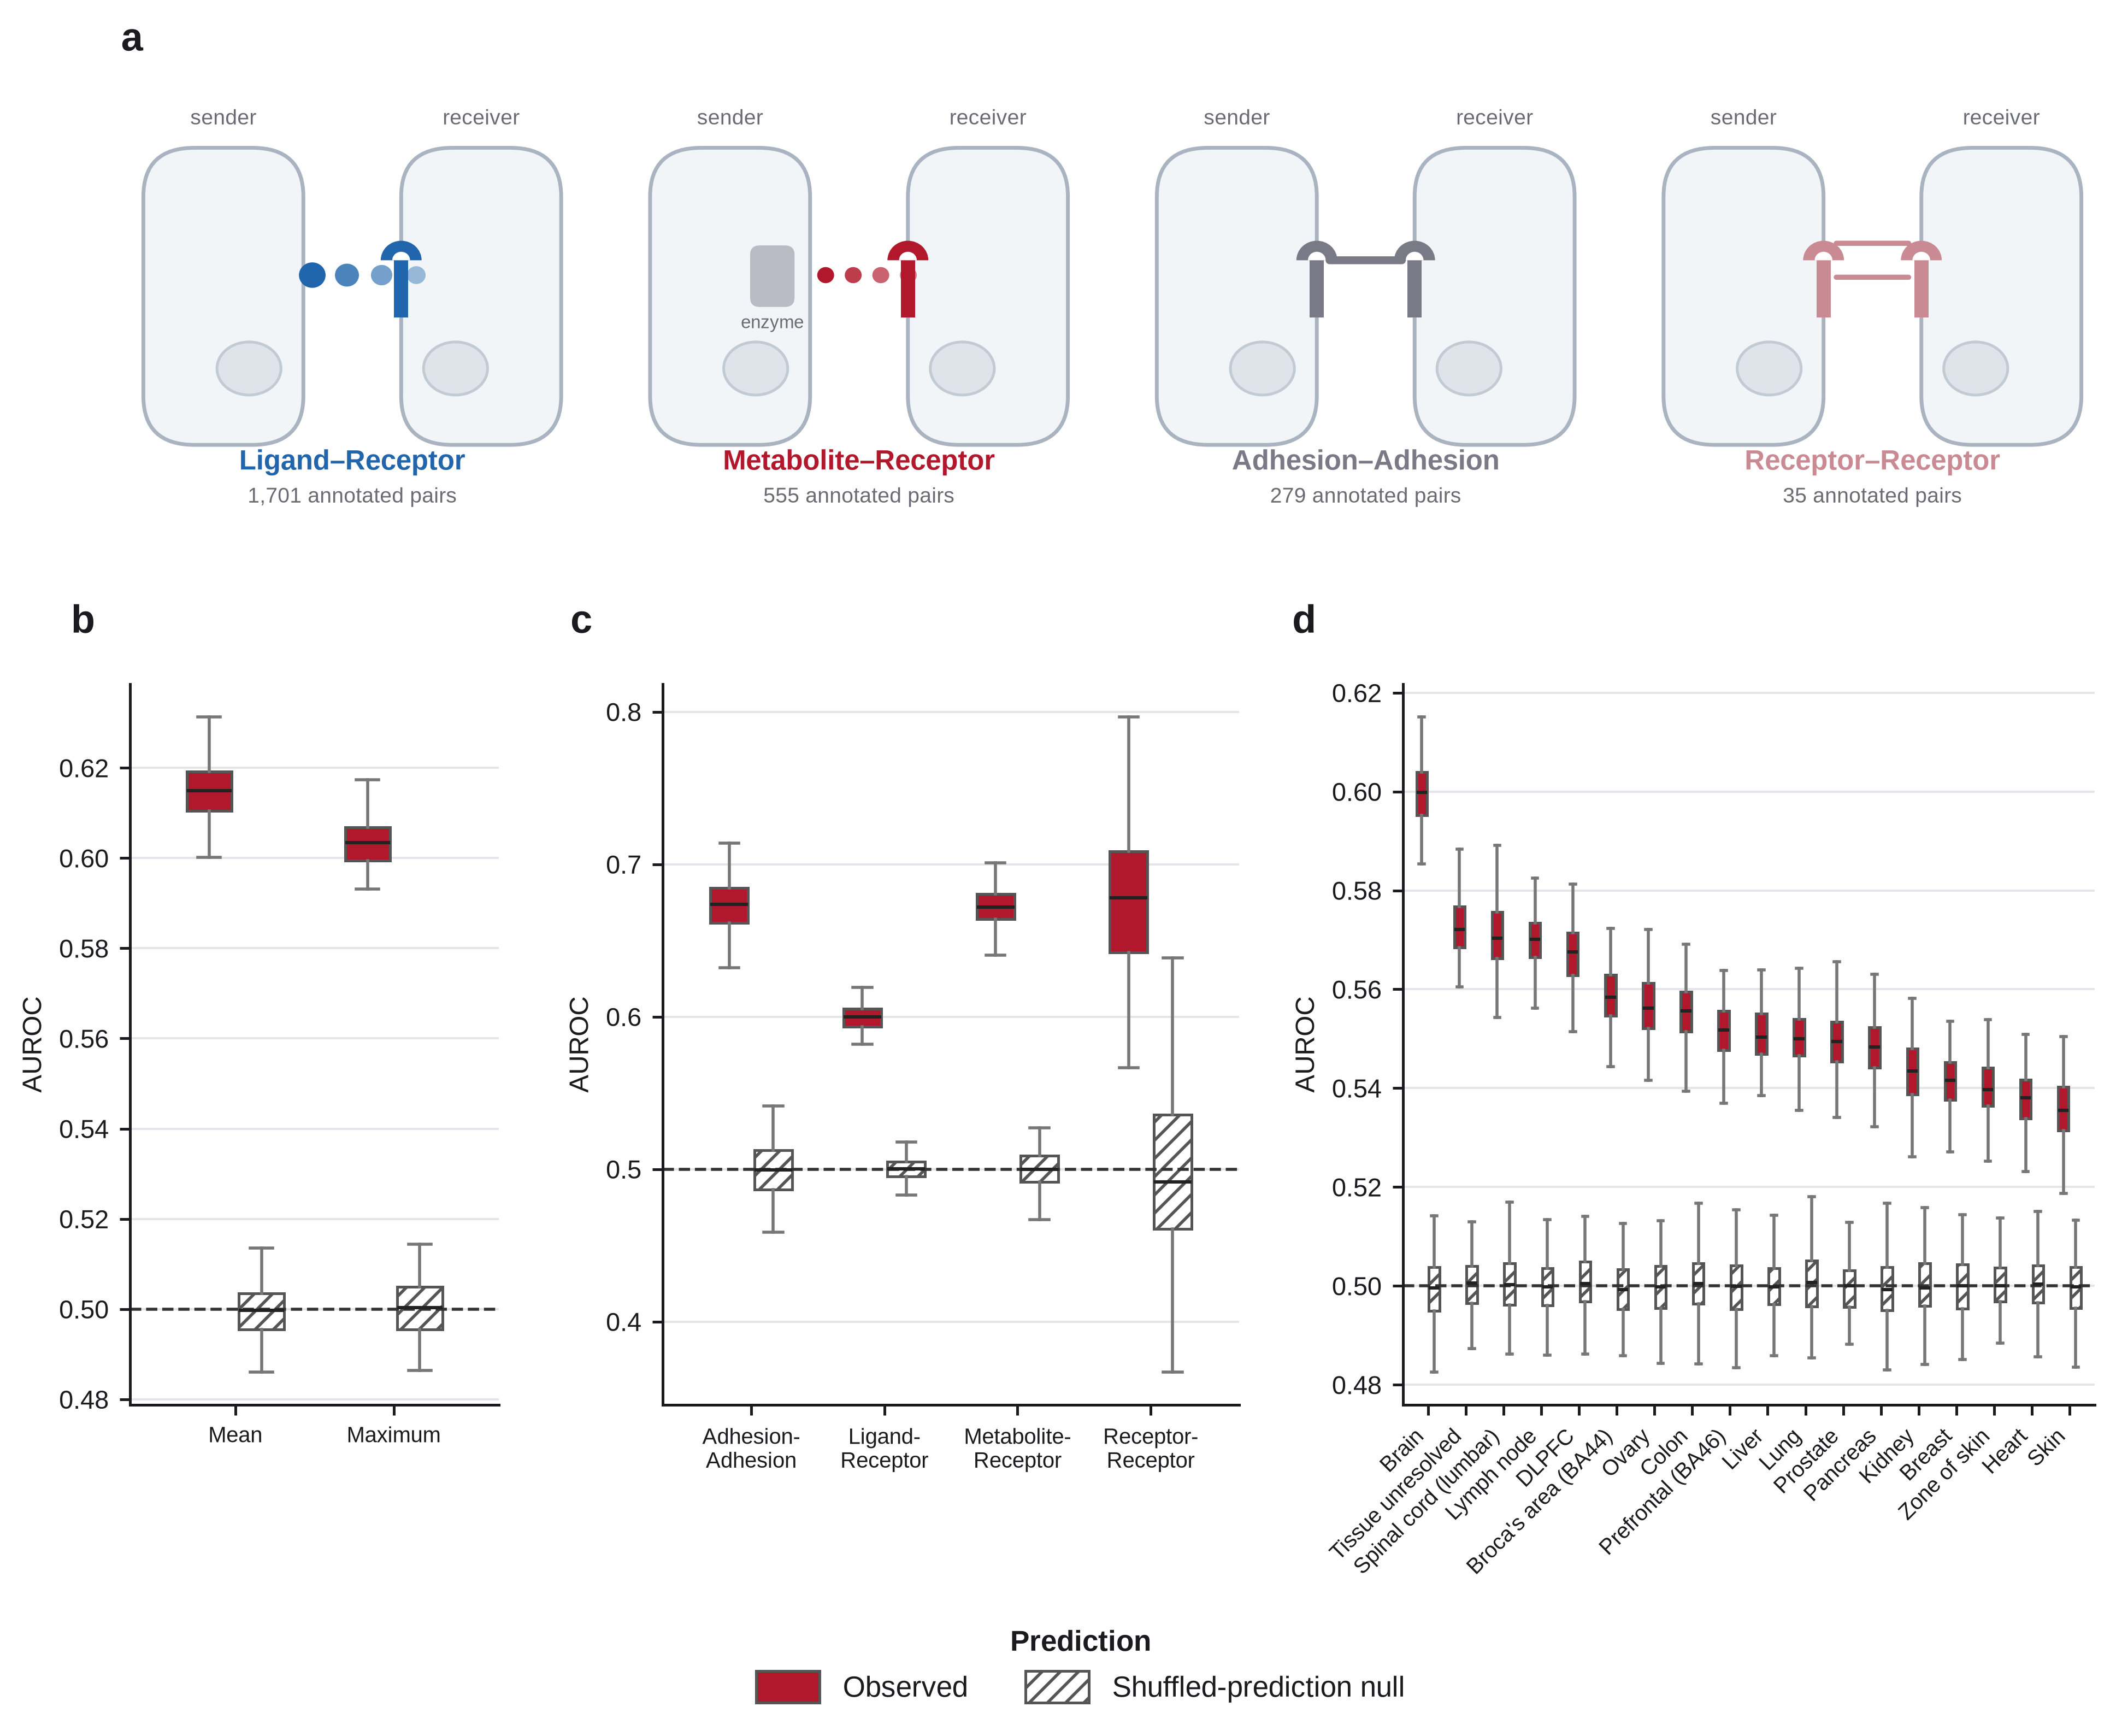 a
sender receiver sender receiver sender receiver sender receiver
enzyme
Ligand–Receptor Metabolite–Receptor Adhesion–Adhesion Receptor–Receptor
1,701 annotated pairs 555 annotated pairs 279 annotated pairs 35 annotated pairs
b
AUROC
0.62
0.60
0.58
0.56
0.54
0.52
0.50
0.48
Mean Maximum
c
AUROC
0.8
0.7
0.6
0.5
0.4
Adhesion-
Adhesion
Ligand-
Receptor
Metabolite-
Receptor
Receptor-
Receptor
d
AUROC
0.62
0.60
0.58
0.56
0.54
0.52
0.50
0.48
Brain
Tissue unresolved
Spinal cord (lumbar)
Lymph node
DLPFC
Broca's area (BA44)
Ovary
Colon
Prefrontal (BA46)
Liver
Lung
Prostate
Pancreas
Kidney
Breast
Zone of skin
Heart
Skin
Prediction
Observed Shuffled-prediction null